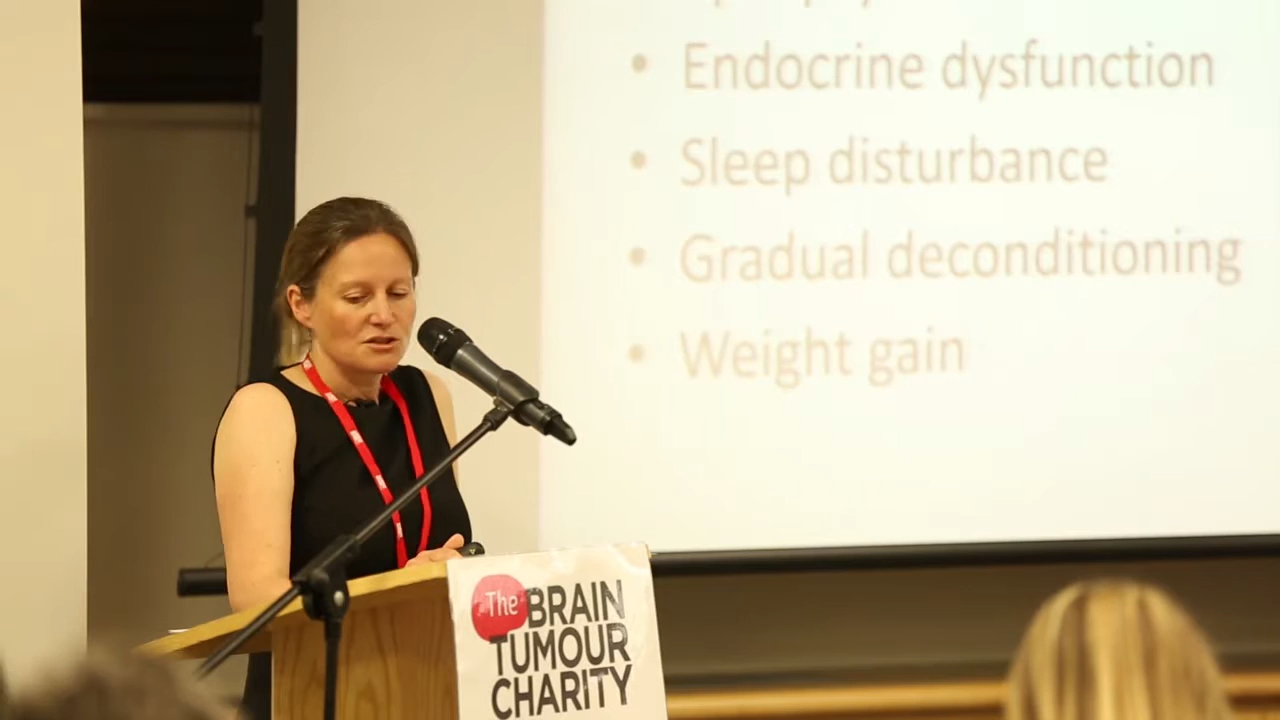 • Endocrine dysfunction
• Sleep disturbance
• Gradual deconditioning
• Weight gain
The BRAIN
TUMOUR
CHARITY